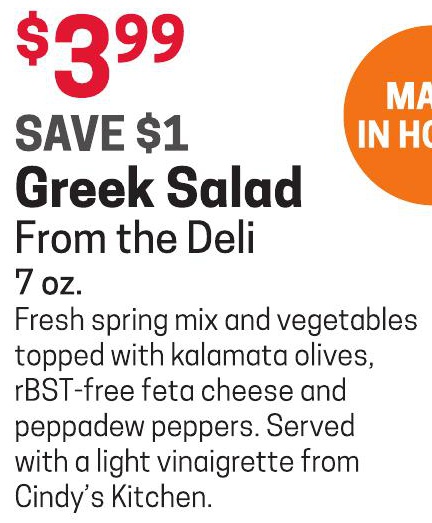 $3.99
SAVE $1
Greek Salad
From the Deli
7 oz.
Fresh spring mix and vegetables
topped with kalamata olives,
rBST-free feta cheese and
peppadew peppers. Served
with a light vinaigrette from
Cindy's Kitchen.
IN